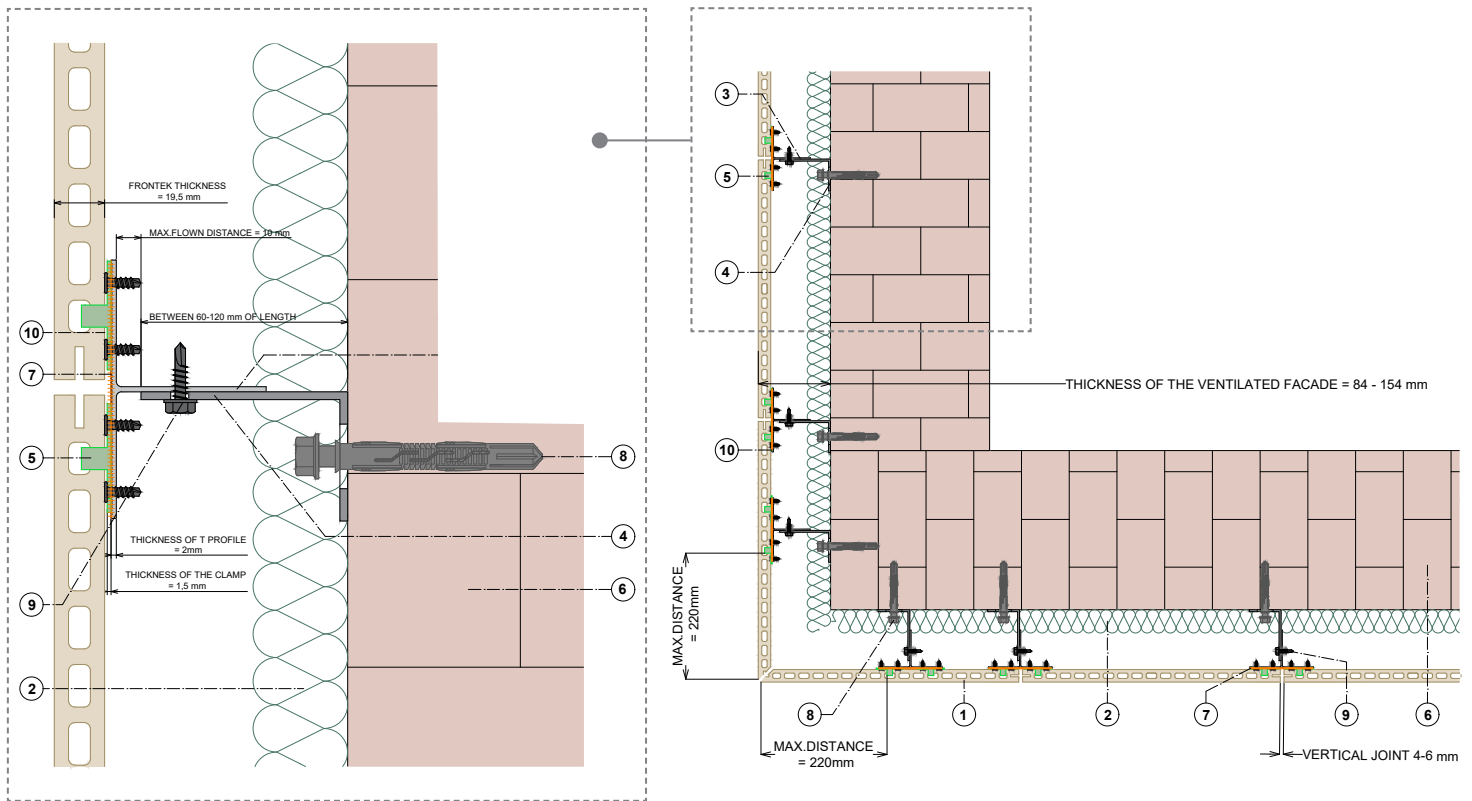 FRONTEK THICKNESS
= 19,5 mm
MAX.FLOWN DISTANCE = 10 mm
BETWEEN 60-120 mm OF LENGTH
10
7
5
8
THICKNESS OF T PROFILE
= 2mm
4
THICKNESS OF THE CLAMP
= 1,5 mm
6
9
2
3
5
4
THICKNESS OF THE VENTILATED FACADE = 84 - 154 mm
10
MAX.DISTANCE
= 220mm
8
1
2
7
9
6
MAX.DISTANCE
= 220mm
VERTICAL JOINT 4-6 mm